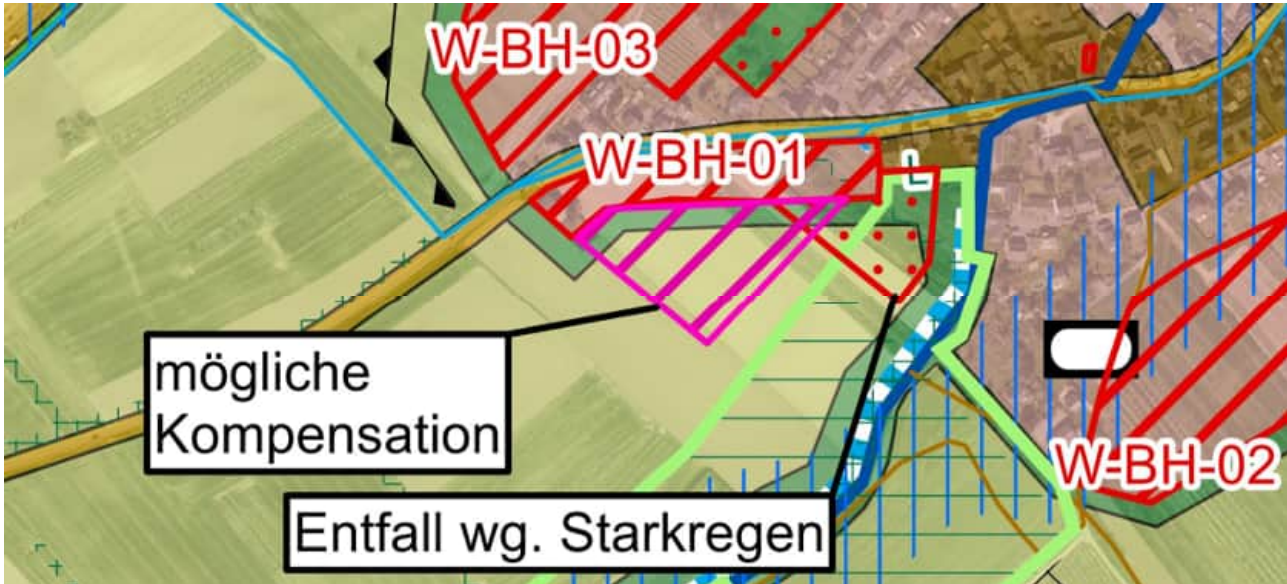 W-BH-03
W-BH-01
L
mögliche
Kompensation
W-BH-02
Entfall wg. Starkregen